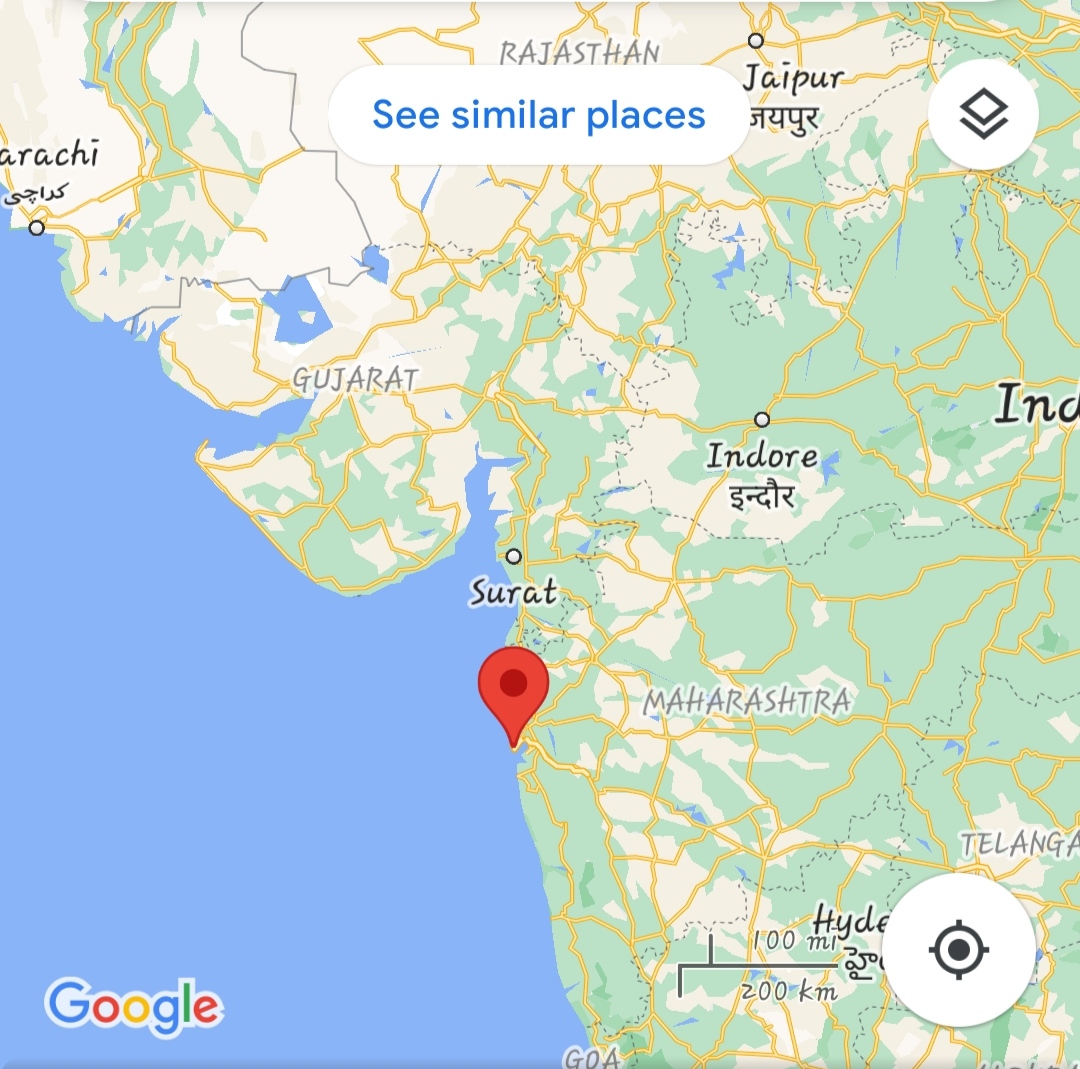 RAJASTHAN
Jaipur
जयपुर
See similar places
arachi
کراچی
GUJARAT
Ind
Indore
इन्दौर
Surat
MAHARASHTRA
TELANGA
Hyde
100 mi
200 km
Google
GOA